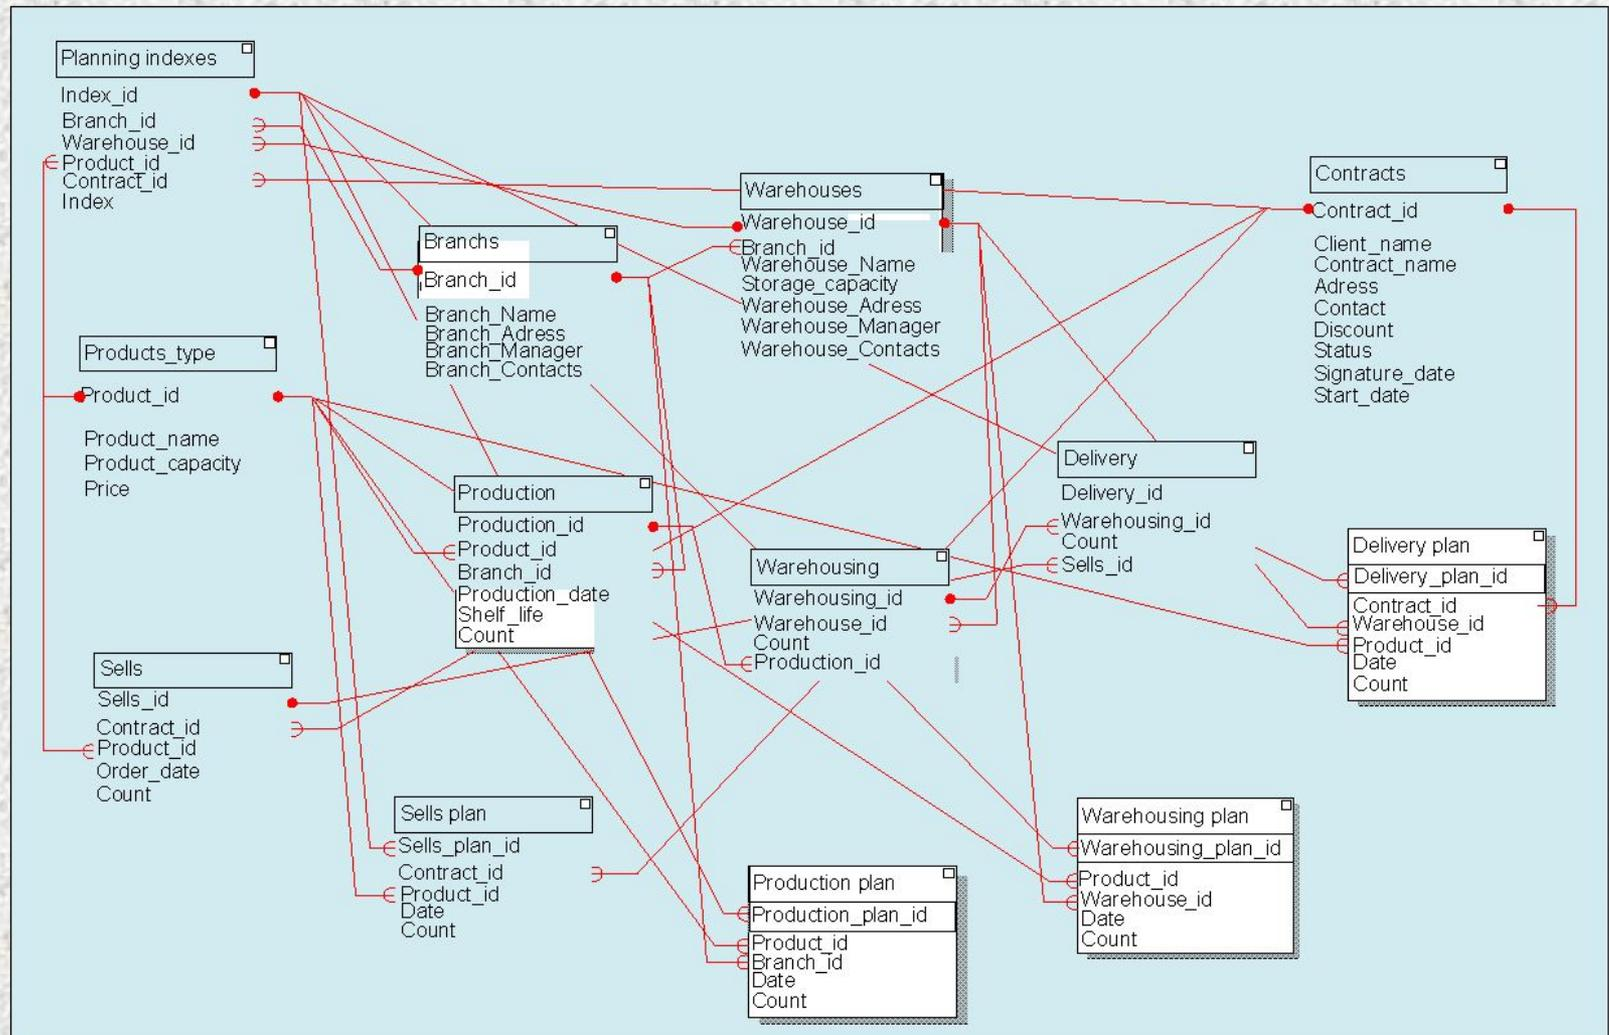 Planning indexes
Index_id
Branch_id
Warehouse_id
Product_id
Contract_id
Index
Branchs
Branch_id
Branch_Name
Branch_Adress
Branch_Manager
Branch_Contacts
Warehouses
Warehouse_id
Branch_id
Warehouse_Name
Storage_capacity
Warehouse_Adress
Warehouse_Manager
Warehouse_Contacts
Contracts
Contract_id
Client_name
Contract_name
Adress
Contact
Discount
Status
Signature_date
Start_date
Products_type
Product_id
Product_name
Product_capacity
Price
Production
Production_id
Product_id
Branch_id
Production_date
Shelf_life
Count
Warehousing
Warehousing_id
Warehouse_id
Count
Production_id
Delivery
Delivery_id
Warehousing_id
Count
Sells_id
Delivery plan
Delivery_plan_id
Contract_id
Warehouse_id
Product_id
Date
Count
Sells
Sells_id
Contract_id
Product_id
Order_date
Count
Sells plan
Sells_plan_id
Contract_id
Product_id
Date
Count
Production plan
Production_plan_id
Product_id
Branch_id
Date
Count
Warehousing plan
Warehousing_plan_id
Product_id
Warehouse_id
Date
Count